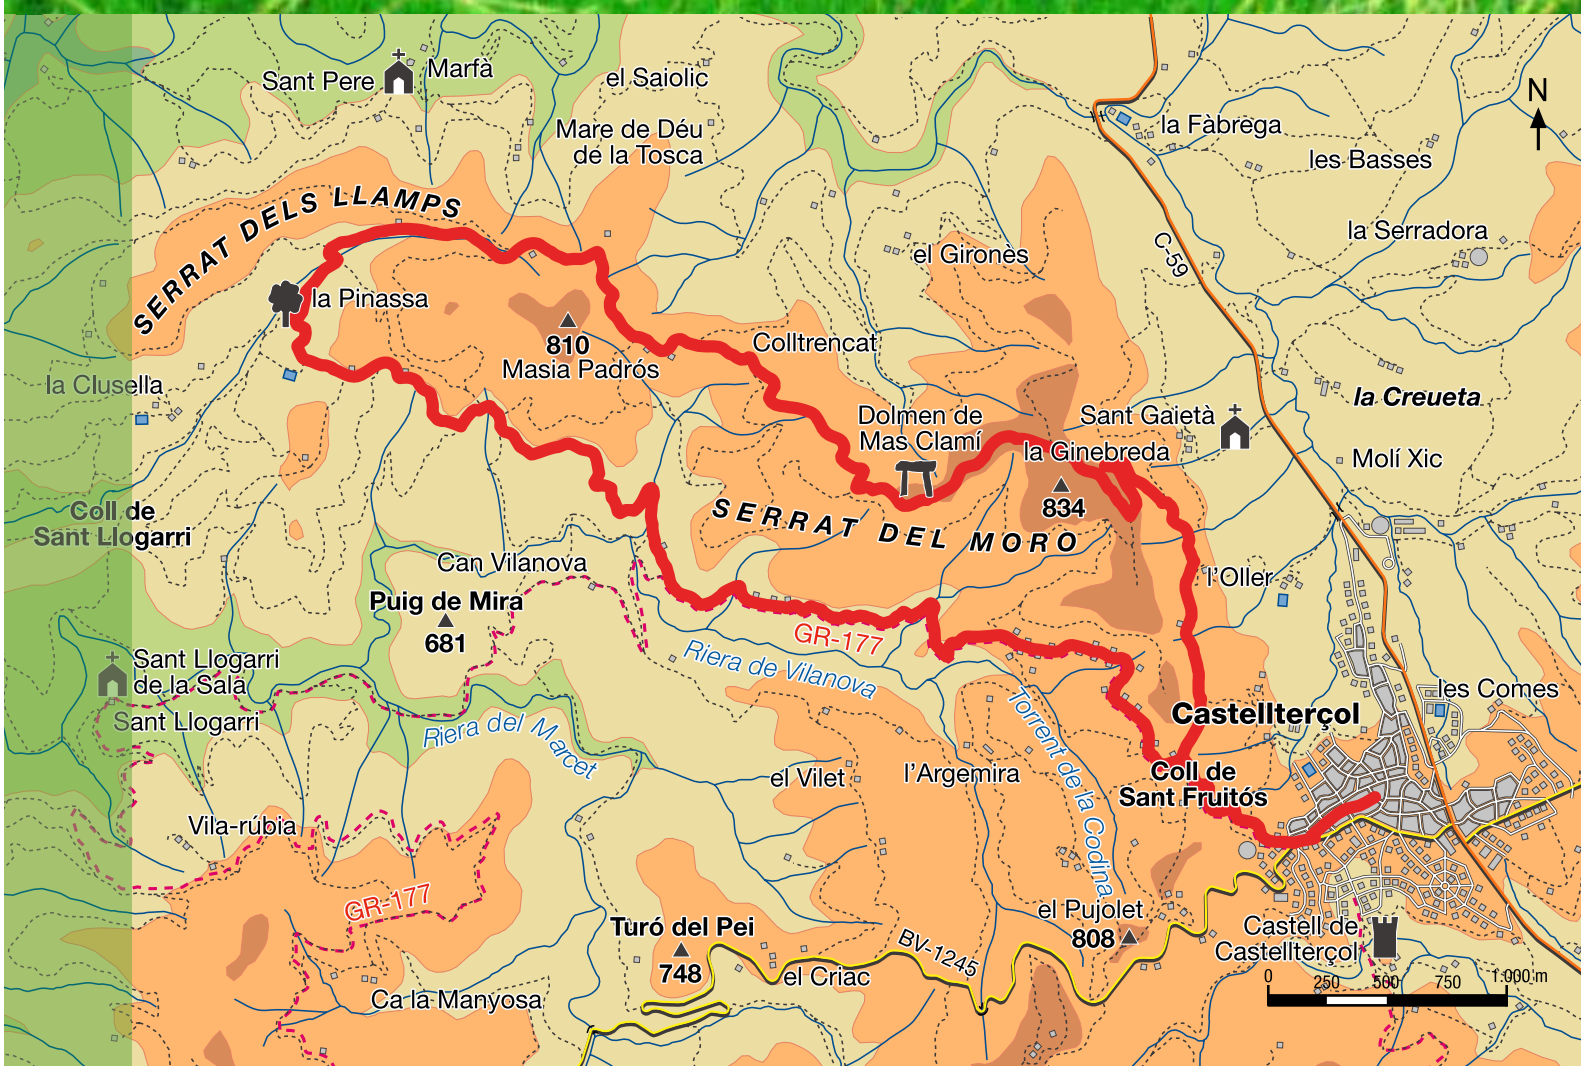 Sant Pere
Marfà
el Saiolic
N
Mare de Déu
de la Tosca
la Fàbrega
les Basses
SERRAT DELS LLAMPS
C-59
la Serradora
el Gironès
la Pinassa
810
Masia Padrós
Colltrencat
la Clusella
la Creueta
Dolmen de
Mas Clamí
Sant Gaietà
la Ginebreda
Molí Xic
834
Coll de
Sant Llogarri
SERRAT DEL MORO
Can Vilanova
l'Oller
Puig de Mira
681
GR-177
Riera de Vilanova
Sant Llogarri
de la Sala
Sant Llogarri
les Comes
Castellterçol
Riera del Marcet
Torrent de la Codina
el Vilet
l'Argemira
Coll de
Sant Fruitós
Vila-rúbia
GR-177
Turó del Pei
748
el Pujolet
808
Castell de
Castellterçol
BV-1245
el Criac
Ca la Manyosa
0 250 500 750 1.000 m